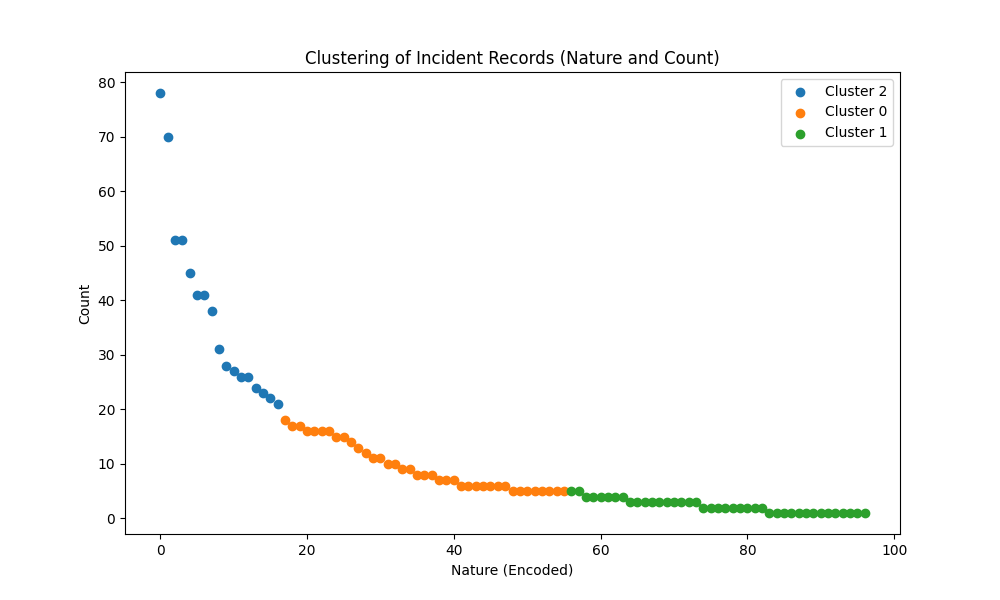 Clustering of Incident Records (Nature and Count)
Cluster 2
Cluster 0
Cluster 1
80
70
60
50
40
30
20
10
0
Count
0 20 40 60 80 100
Nature (Encoded)